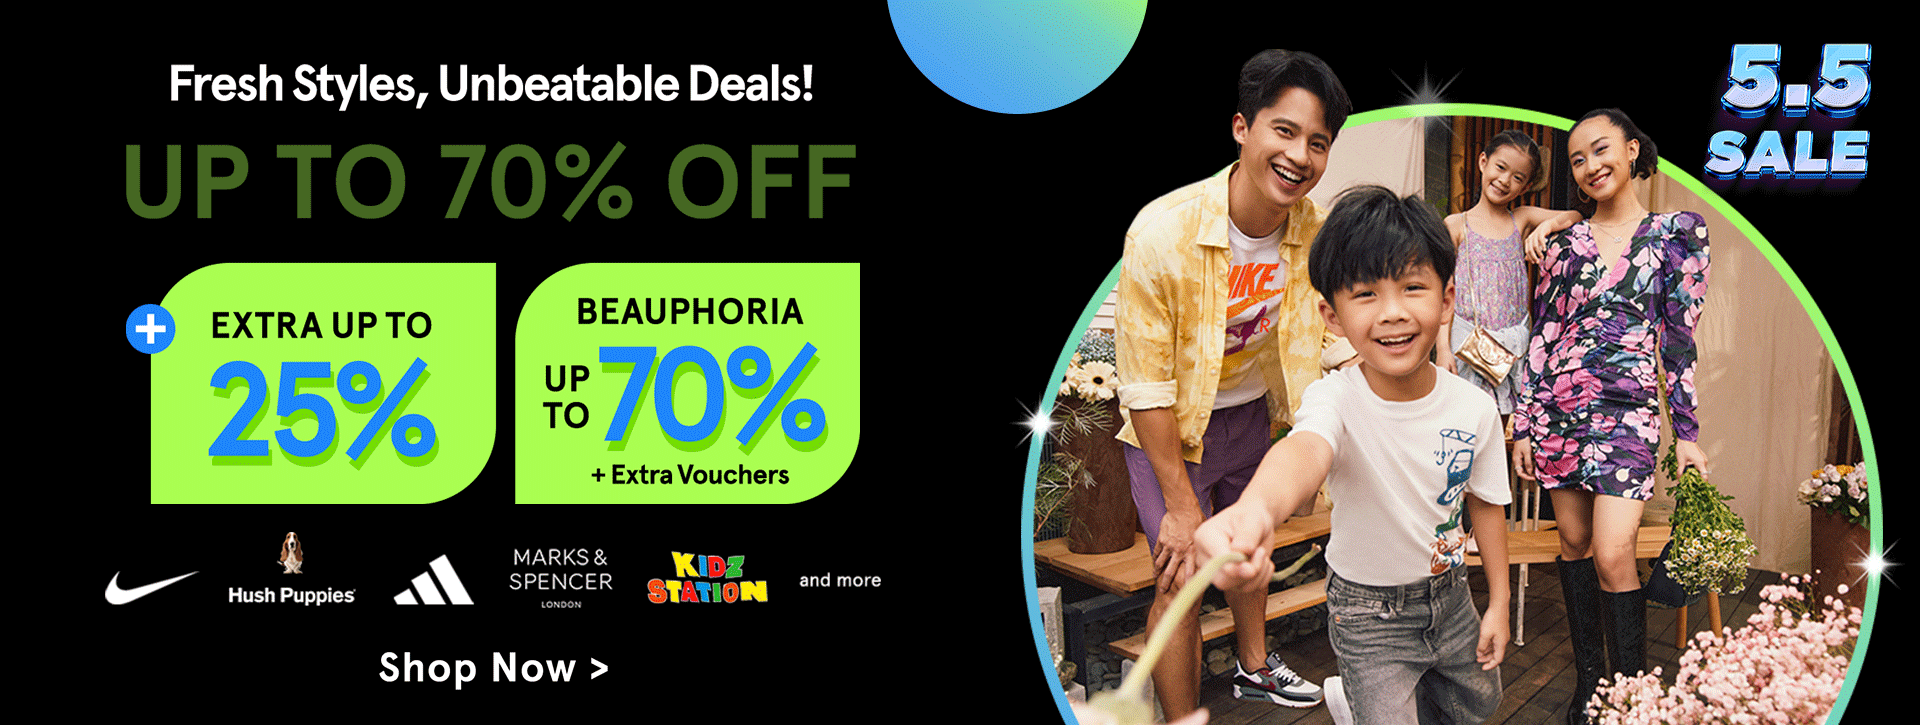 Fresh Styles, Unbeatable Deals!
UP TO 70% OFF
+
EXTRA UP TO
25%
BEAUPHORIA
UP TO 70%
+ Extra Vouchers
Hush Puppies
MARKS &
SPENCER
LONDON
KIDZ
STATION
and more
Shop Now >
5.5
SALE
NIKE
R